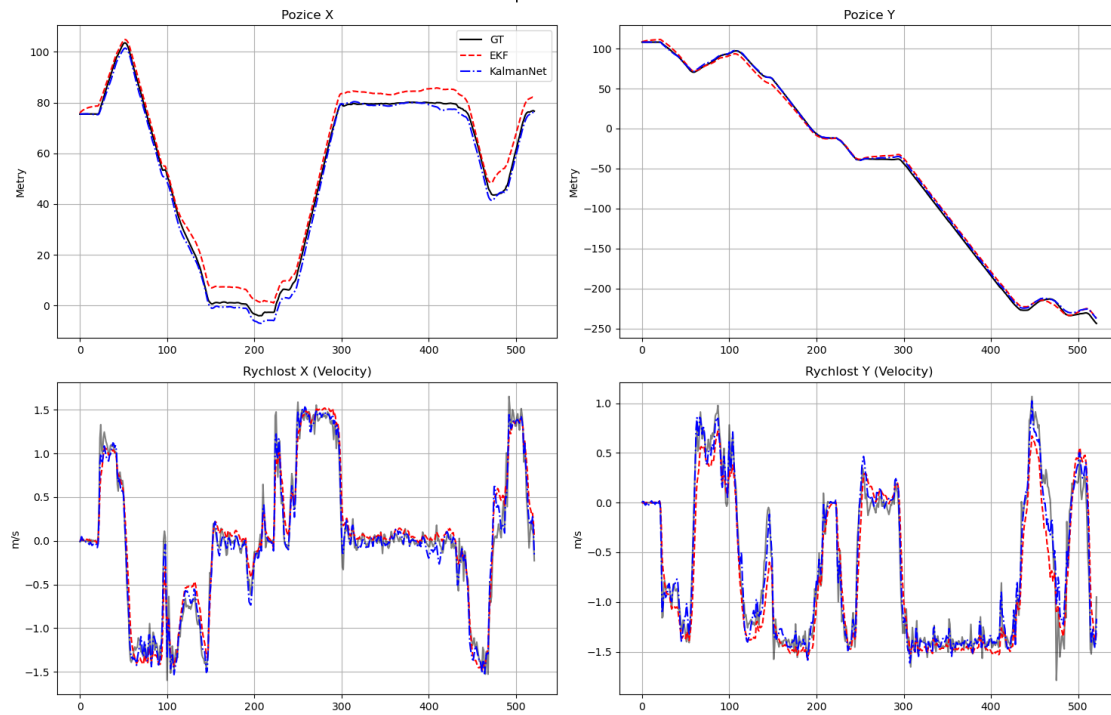 Pozice X
Metry
100
80
60
40
20
0
0 100 200 300 400 500
GT
EKF
KalmanNet
Pozice Y
Metry
100
50
0
−50
−100
−150
−200
−250
0 100 200 300 400 500
Rychlost X (Velocity)
m/s
1.5
1.0
0.5
0.0
−0.5
−1.0
−1.5
0 100 200 300 400 500
Rychlost Y (Velocity)
m/s
1.0
0.5
0.0
−0.5
−1.0
−1.5
0 100 200 300 400 500